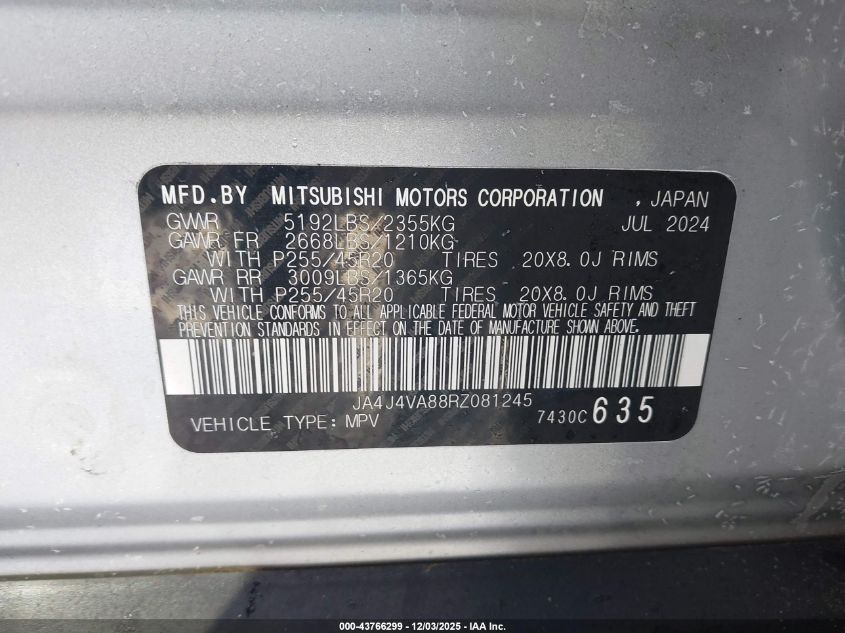 MFD.BY MITSUBISHI MOTORS CORPORATION , JAPAN
GWWR 5192LBS/2355KG JUL 2024
GAWR FR 2668LBS/1210KG
WITH P255/45R20 TIRES 20X8.0J RIMS
GAWR RR 3009LBS/1365KG
WITH P255/45R20 TIRES 20X8.0J RIMS
THIS VEHICLE CONFORMS TO ALL APPLICABLE FEDERAL MOTOR VEHICLE SAFETY AND THEFT
PREVENTION STANDARDS IN EFFECT ON THE DATE OF MANUFACTURE SHOWN ABOVE.
JA4J4VA88RZ081245
VEHICLE TYPE: MPV 7430C 635
000-43766299 - 12/03/2025 - IAA Inc.